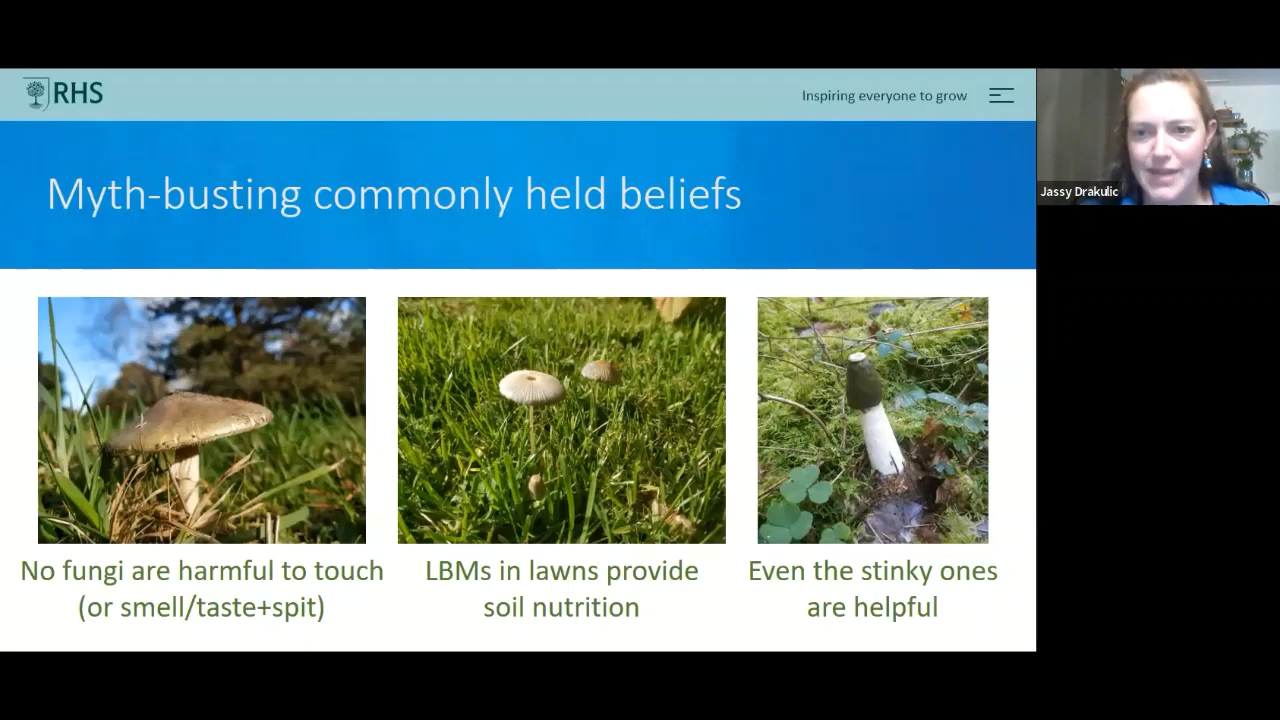 RHS
Inspiring everyone to grow
Jassy Drakulic
Myth-busting commonly held beliefs
No fungi are harmful to touch
(or smell/taste+spit)
LBMs in lawns provide
soil nutrition
Even the stinky ones
are helpful